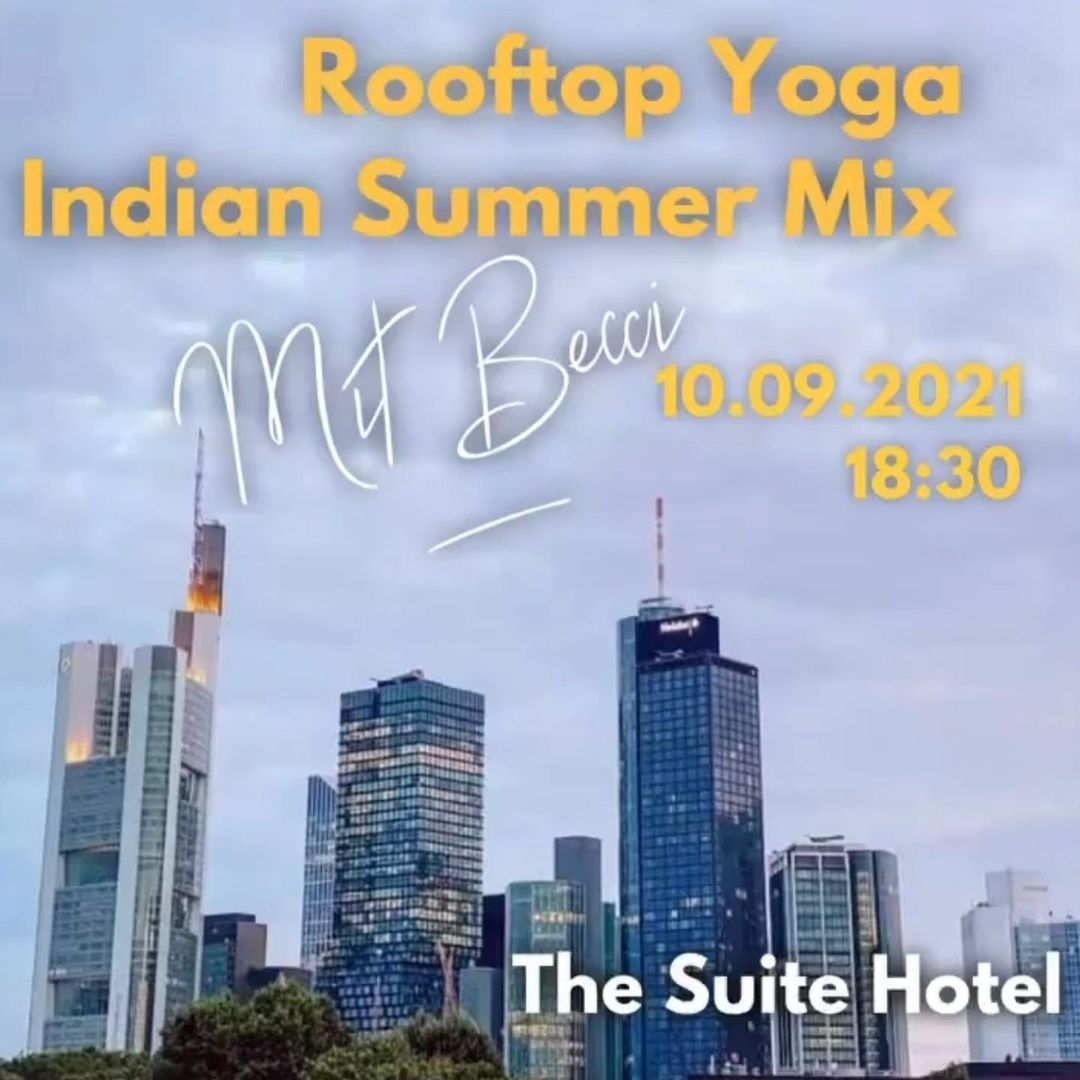 Rooftop Yoga
Indian Summer Mix
Mit Becci
10.09.2021
18:30
The Suite Hotel